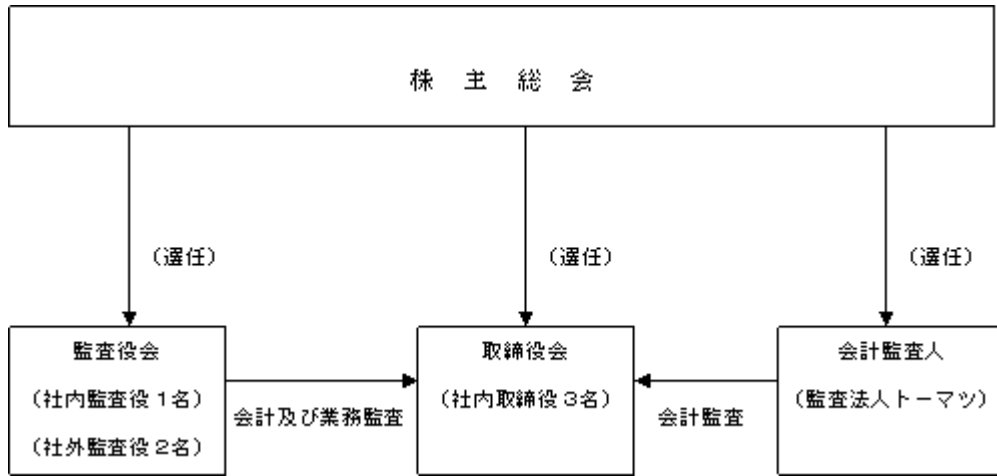 株 主 総 会
（選任）
（選任）
（選任）
監査役会
（社内監査役１名）
（社外監査役２名）
会計及び業務監査
取締役会
（社内取締役３名）
会計監査
会計監査人
（監査法人トーマツ）